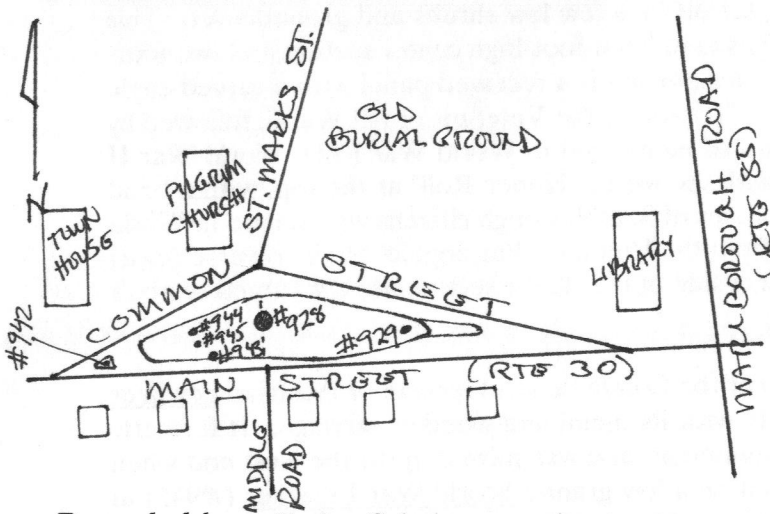 ST. MARKS ST.
OLD
BURIAL GROUND
PILGRIM
CHURCH
TOWN
HOUSE
N
LIBRARY
MARLBOROUGH ROAD
(RTE 85)
COMMON STREET
#942
#944
#945
#928
#929
MAIN STREET (RTE 30)
MIDDLE
ROAD